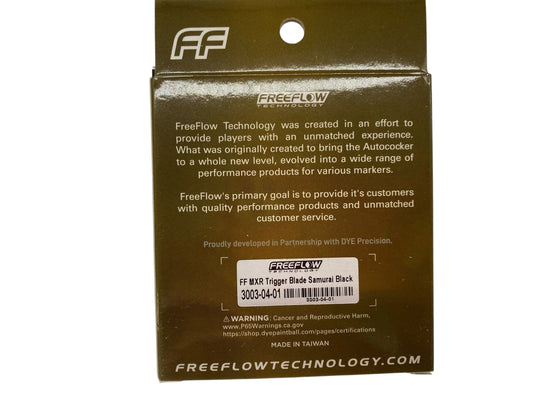 FF
FREEFLOW
TECHNOLOGY
FreeFlow Technology was created in an effort to
provide players with an unmatched experience.
What was originally created to bring the Autococker
to a whole new level, evolved into a wide range of
performance products for various markers.
FreeFlow's primary goal is to provide it's customers
with quality performance products and unmatched
customer service.
Proudly developed in Partnership with DYE Precision.
FREEFLOW
TECHNOLOGY
FF MXR Trigger Blade Samurai Black
3003-04-01
3003-04-01
WARNING: Cancer and Reproductive Harm,
www.P65Warnings.ca.gov
https://shop.dyepaintball.com/pages/certifications
MADE IN TAIWAN
FREEFLOWTECHNOLOGY.COM